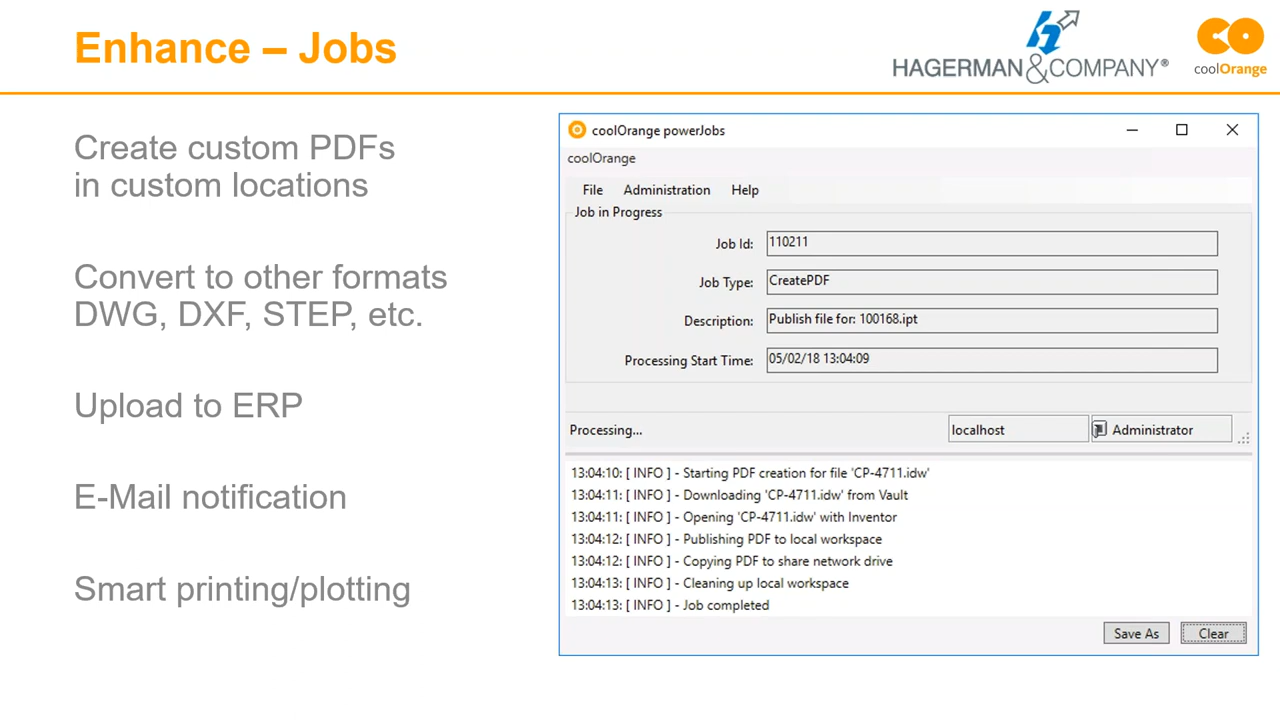 Enhance – Jobs
HAGERMAN&COMPANY®
coolOrange
Create custom PDFs
in custom locations
Convert to other formats
DWG, DXF, STEP, etc.
Upload to ERP
E-Mail notification
Smart printing/plotting
coolOrange powerJobs
coolOrange
File Administration Help
Job in Progress
Job Id: 110211
Job Type: CreatePDF
Description: Publish file for: 100168.ipt
Processing Start Time: 05/02/18 13:04:09
Processing... localhost Administrator
13:04:10: [ INFO ] - Starting PDF creation for file 'CP-4711.idw'
13:04:11: [ INFO ] - Downloading 'CP-4711.idw' from Vault
13:04:11: [ INFO ] - Opening 'CP-4711.idw' with Inventor
13:04:12: [ INFO ] - Publishing PDF to local workspace
13:04:12: [ INFO ] - Copying PDF to share network drive
13:04:13: [ INFO ] - Cleaning up local workspace
13:04:13: [ INFO ] - Job completed
Save As Clear